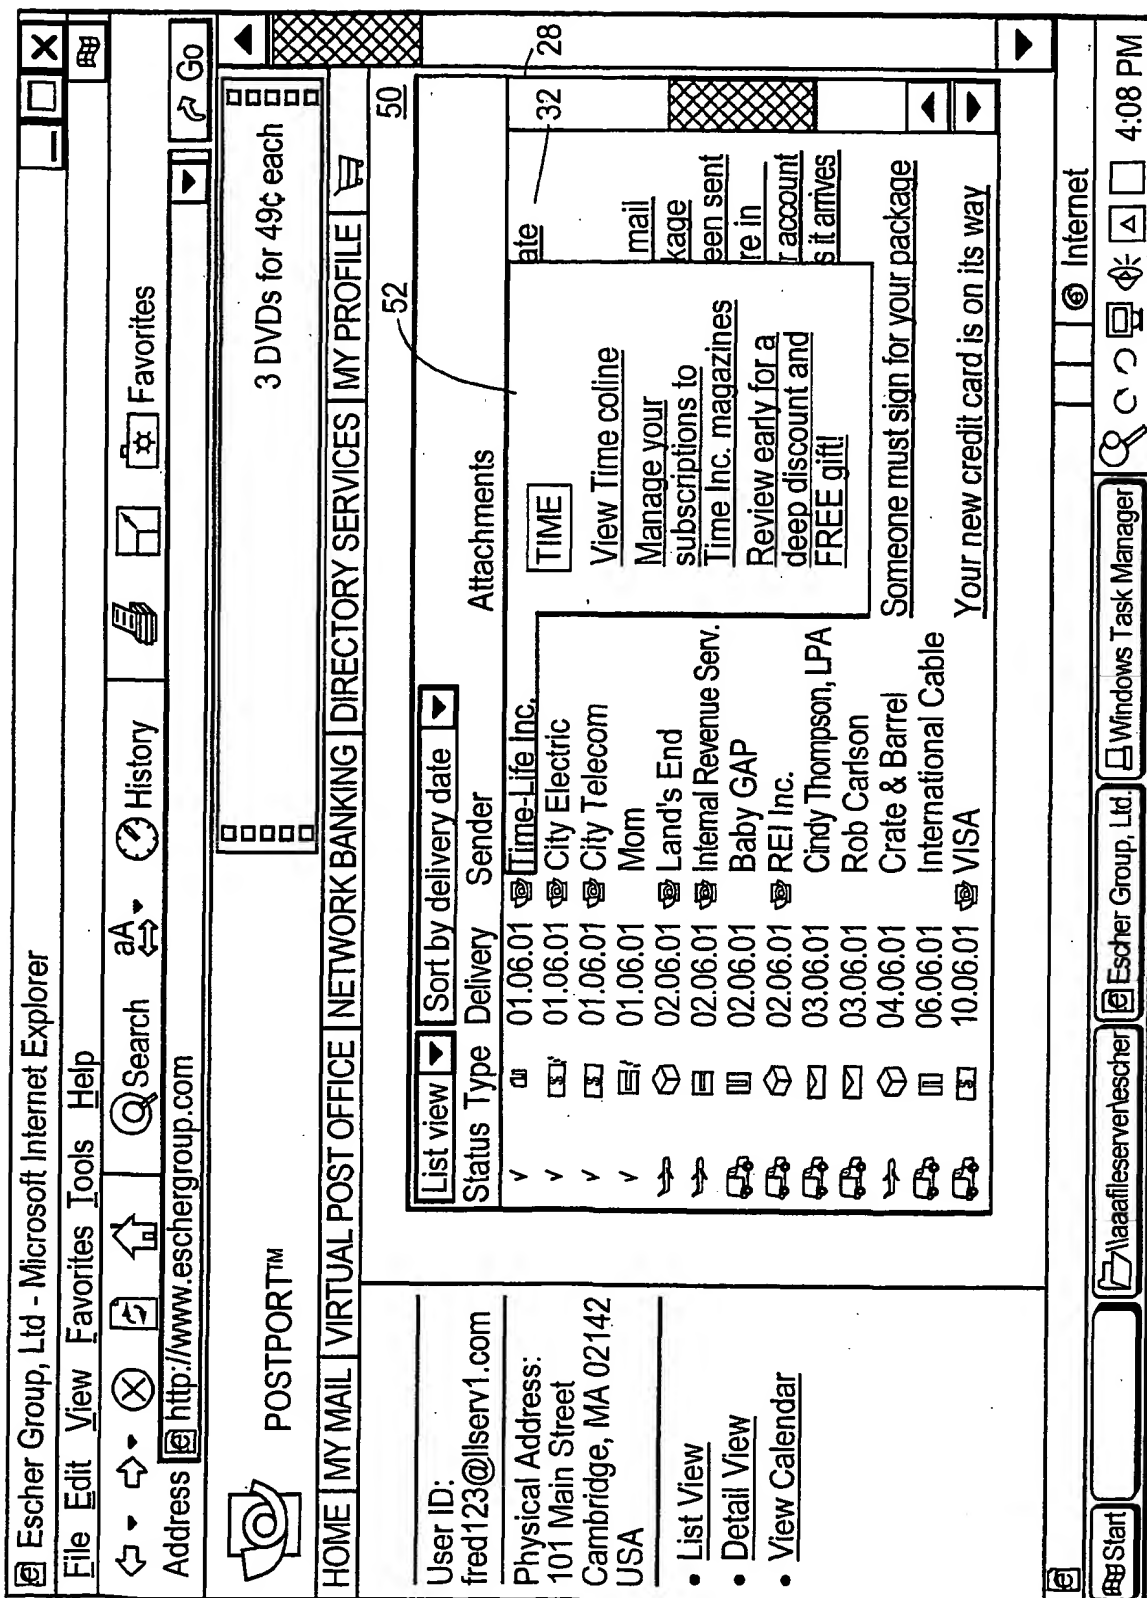 Escher Group, Ltd - Microsoft Internet Explorer
File Edit View Favorites Tools Help
Search aA History Favorites
Address http://www.eschergroup.com Go
POSTPORT™
3 DVDs for 49¢ each
HOME | MY MAIL | VIRTUAL POST OFFICE | NETWORK BANKING | DIRECTORY SERVICES | MY PROFILE
User ID:
fred123@llserv1.com
Physical Address:
101 Main Street
Cambridge, MA 02142
USA
• List View
• Detail View
• View Calendar
50
52
28
32
List view Sort by delivery date
Status Type Delivery Sender Attachments
01.06.01 Time-Life Inc. ate
01.06.01 City Electric
01.06.01 City Telecom
01.06.01 Mom mail
02.06.01 Land's End kage
02.06.01 Internal Revenue Serv. een sent
02.06.01 Baby GAP re in
02.06.01 REI Inc. r account
03.06.01 Cindy Thompson, LPA s it arrives
03.06.01 Rob Carlson
04.06.01 Crate & Barrel Someone must sign for your package
06.06.01 International Cable
10.06.01 VISA Your new credit card is on its way
TIME
View Time coline
Manage your
subscriptions to
Time Inc. magazines
Review early for a
deep discount and
FREE gift!
Internet
Start \\aaafileserver\escher Escher Group, Ltd. Windows Task Manager 4:08 PM